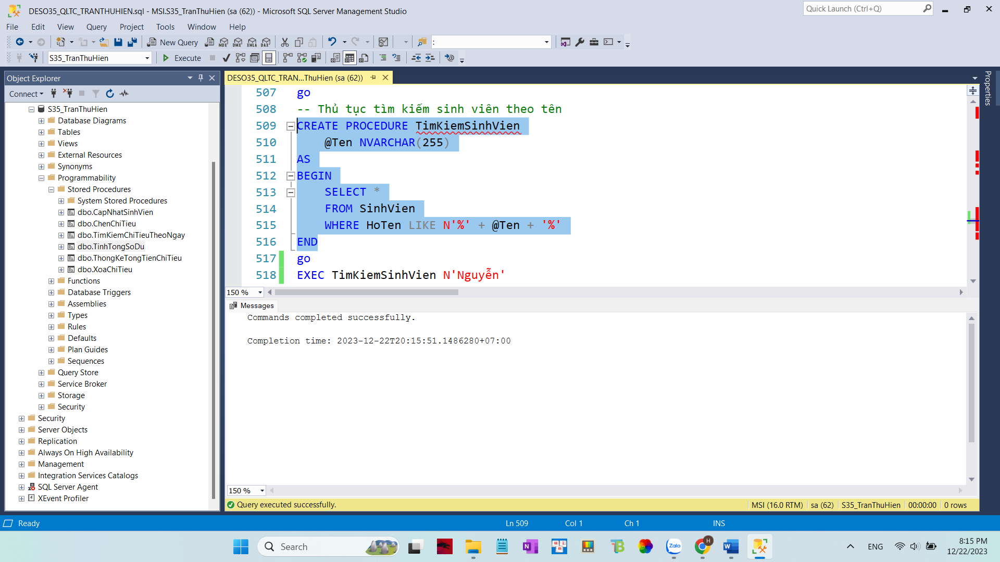 DESO35_QLTC_TRANTHUHIEN.sql - MSI.S35_TranThuHien (sa (62)) - Microsoft SQL Server Management Studio
Quick Launch (Ctrl+Q)
File Edit View Query Project Tools Window Help
New Query
MDX DMX XMLA DAX
:
S35_TranThuHien
Execute
Object Explorer
Connect
S35_TranThuHien
Database Diagrams
Tables
Views
External Resources
Synonyms
Programmability
Stored Procedures
System Stored Procedures
dbo.CapNhatSinhVien
dbo.ChenChiTieu
dbo.TimKiemChiTieuTheoNgay
dbo.TinhTongSoDu
dbo.ThongKeTongTienChiTieu
dbo.XoaChiTieu
Functions
Database Triggers
Assemblies
Types
Rules
Defaults
Plan Guides
Sequences
Query Store
Service Broker
Storage
Security
Security
Server Objects
Replication
Always On High Availability
Management
Integration Services Catalogs
SQL Server Agent
XEvent Profiler
DESO35_QLTC_TRAN...ThuHien (sa (62))
507 go
508 -- Thủ tục tìm kiếm sinh viên theo tên
509 CREATE PROCEDURE TimKiemSinhVien
510 @Ten NVARCHAR(255)
511 AS
512 BEGIN
513 SELECT *
514 FROM SinhVien
515 WHERE HoTen LIKE N'%' + @Ten + '%'
516 END
517 go
518 EXEC TimKiemSinhVien N'Nguyễn'
150 %
Messages
Commands completed successfully.
Completion time: 2023-12-22T20:15:51.1486280+07:00
150 %
Query executed successfully.
MSI (16.0 RTM) sa (62) S35_TranThuHien 00:00:00 0 rows
Properties
Ready Ln 509 Col 1 Ch 1 INS
Search
Zalo
H
ENG
8:15 PM
12/22/2023